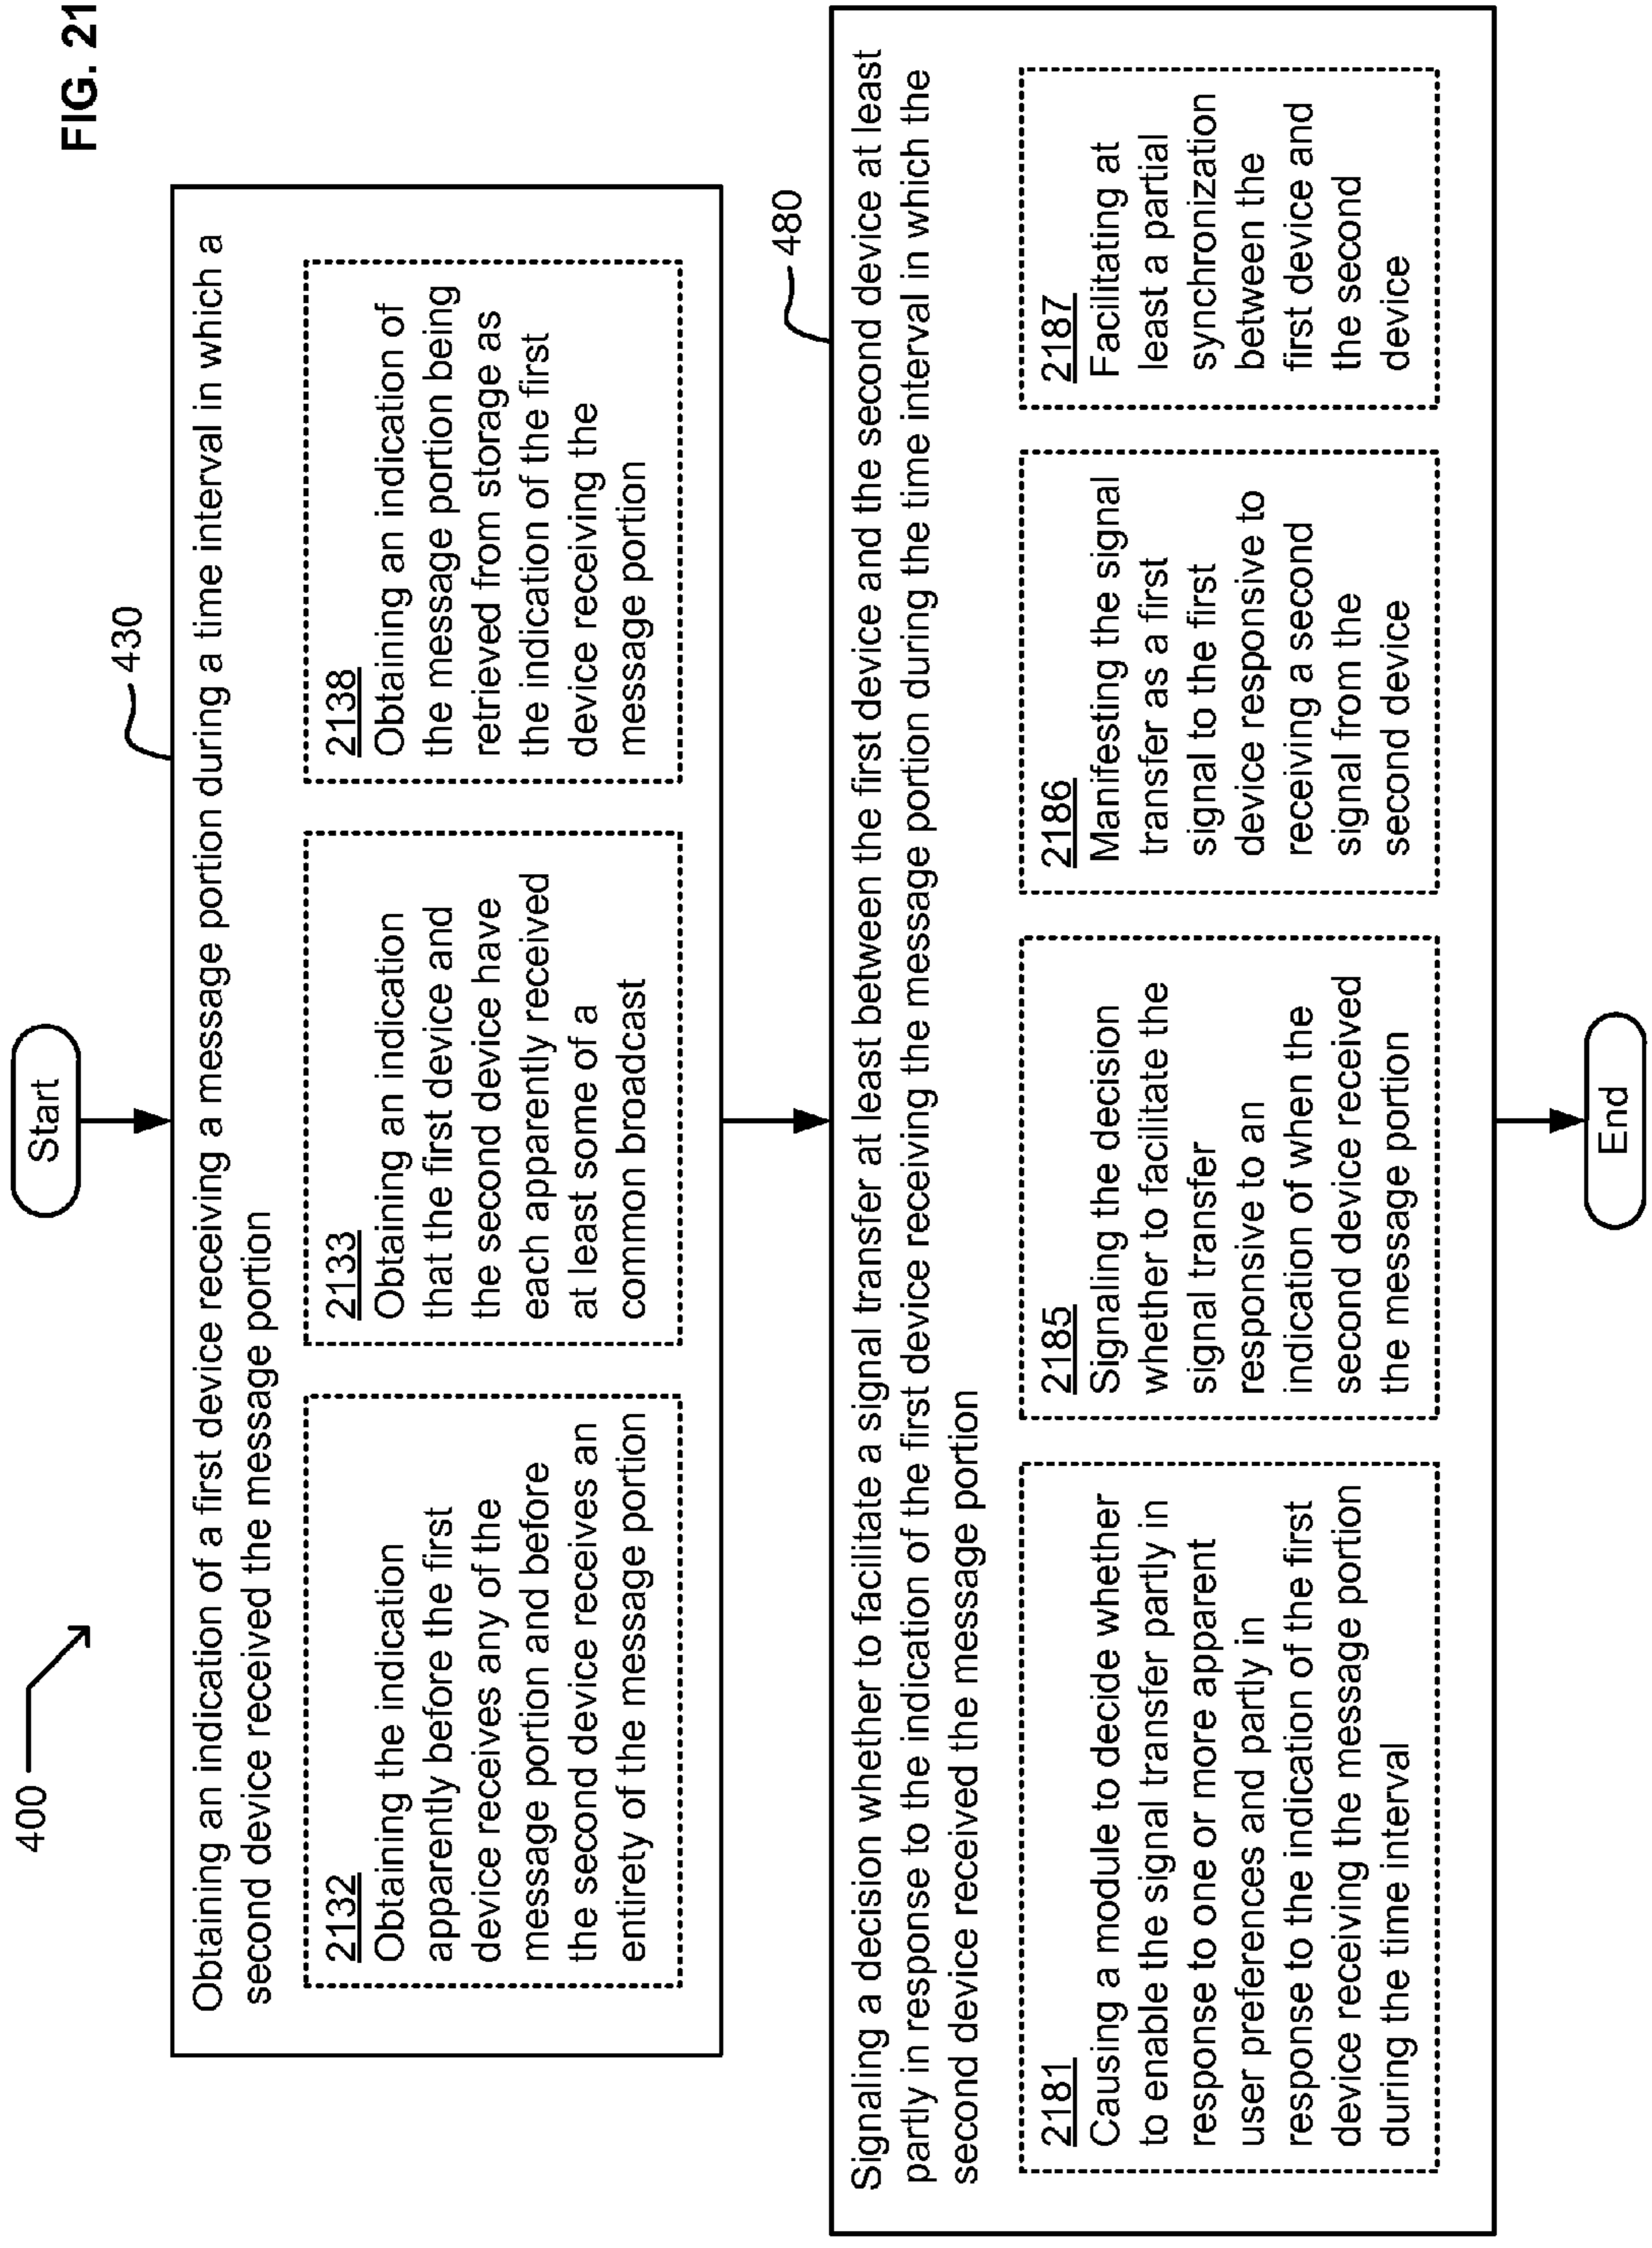 FIG. 21
400
Start
430
Obtaining an indication of a first device receiving a message portion during a time interval in which a
second device received the message portion
2132
Obtaining the indication
apparently before the first
device receives any of the
message portion and before
the second device receives an
entirety of the message portion
2133
Obtaining an indication
that the first device and
the second device have
each apparently received
at least some of a
common broadcast
2138
Obtaining an indication of
the message portion being
retrieved from storage as
the indication of the first
device receiving the
message portion
480
Signaling a decision whether to facilitate a signal transfer at least between the first device and the second device at least
partly in response to the indication of the first device receiving the message portion during the time interval in which the
second device received the message portion
2181
Causing a module to decide whether
to enable the signal transfer partly in
response to one or more apparent
user preferences and partly in
response to the indication of the first
device receiving the message portion
during the time interval
2185
Signaling the decision
whether to facilitate the
signal transfer
responsive to an
indication of when the
second device received
the message portion
2186
Manifesting the signal
transfer as a first
signal to the first
device responsive to
receiving a second
signal from the
second device
2187
Facilitating at
least a partial
synchronization
between the
first device and
the second
device
End